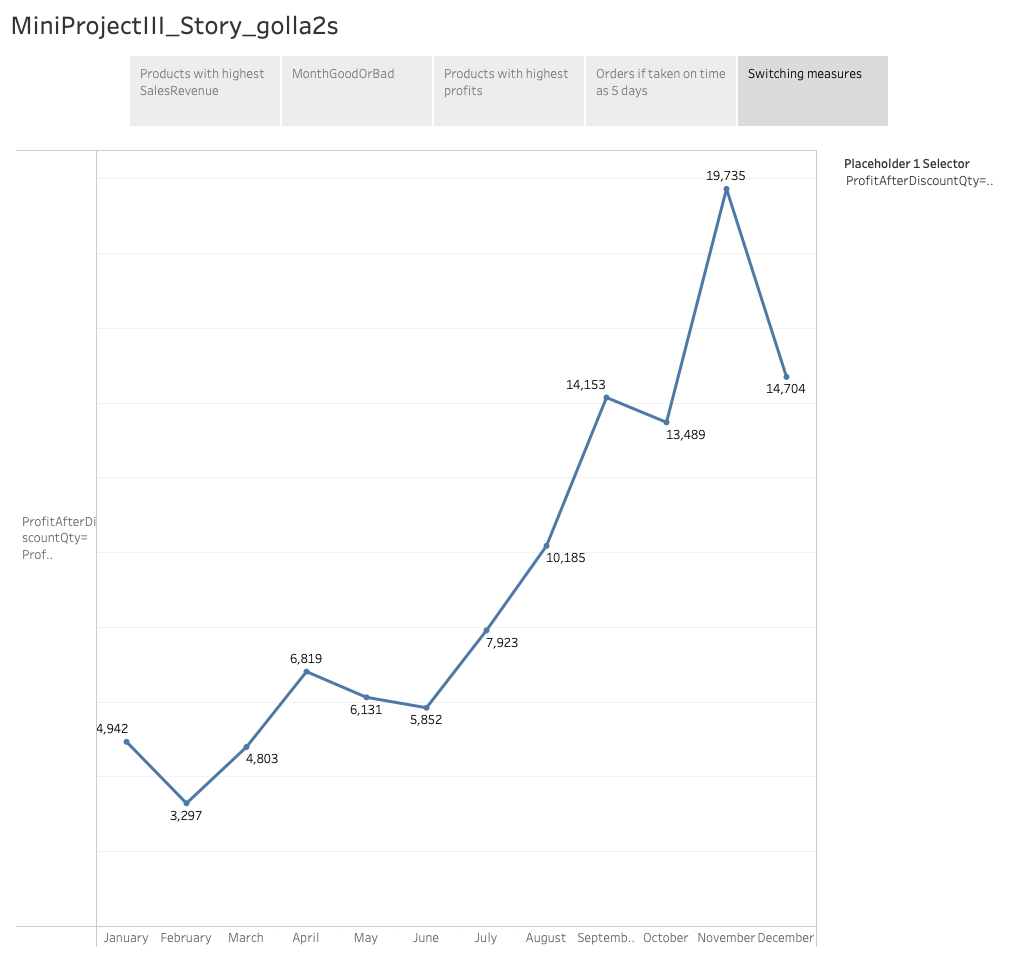 MiniProjectIII_Story_golla2s
Products with highest
SalesRevenue
MonthGoodOrBad
Products with highest
profits
Orders if taken on time
as 5 days
Switching measures
Placeholder 1 Selector
ProfitAfterDiscountQty=..
ProfitAfterDi
scountQty=
Prof..
4,942
3,297
4,803
6,819
6,131
5,852
7,923
10,185
14,153
13,489
19,735
14,704
January
February
March
April
May
June
July
August
Septemb..
October
November
December